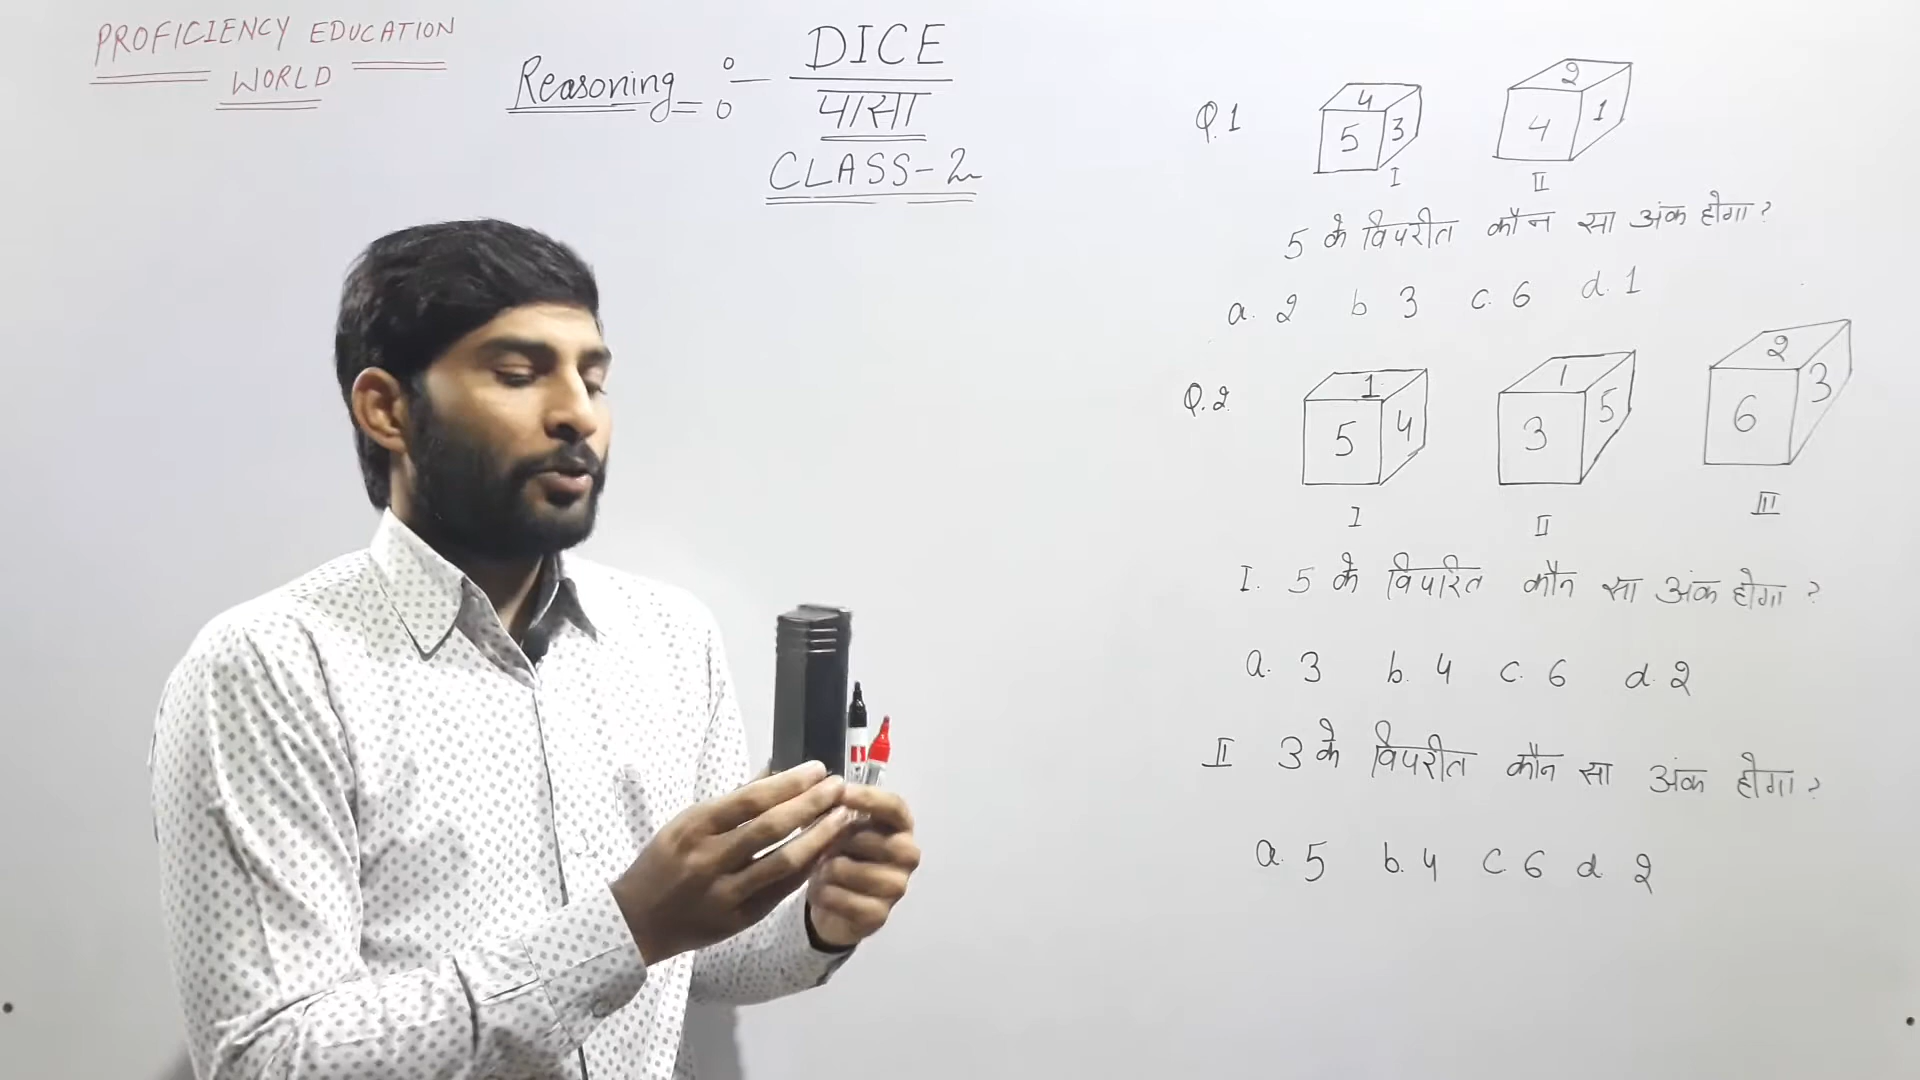 PROFICIENCY EDUCATION
WORLD
Reasoning :- DICE
पासा
CLASS-2
Q.1
4
5 3
I
2
4 1
II
5 के विपरीत कौन सा अंक होगा ?
a. 2 b 3 c. 6 d. 1
Q.2
1
5 4
I
1
3 5
II
2
6 3
III
I. 5 के विपरित कौन सा अंक होगा ?
a. 3 b. 4 c. 6 d. 2
II 3 के विपरीत कौन सा अंक होगा ?
a. 5 b. 4 c. 6 d 2